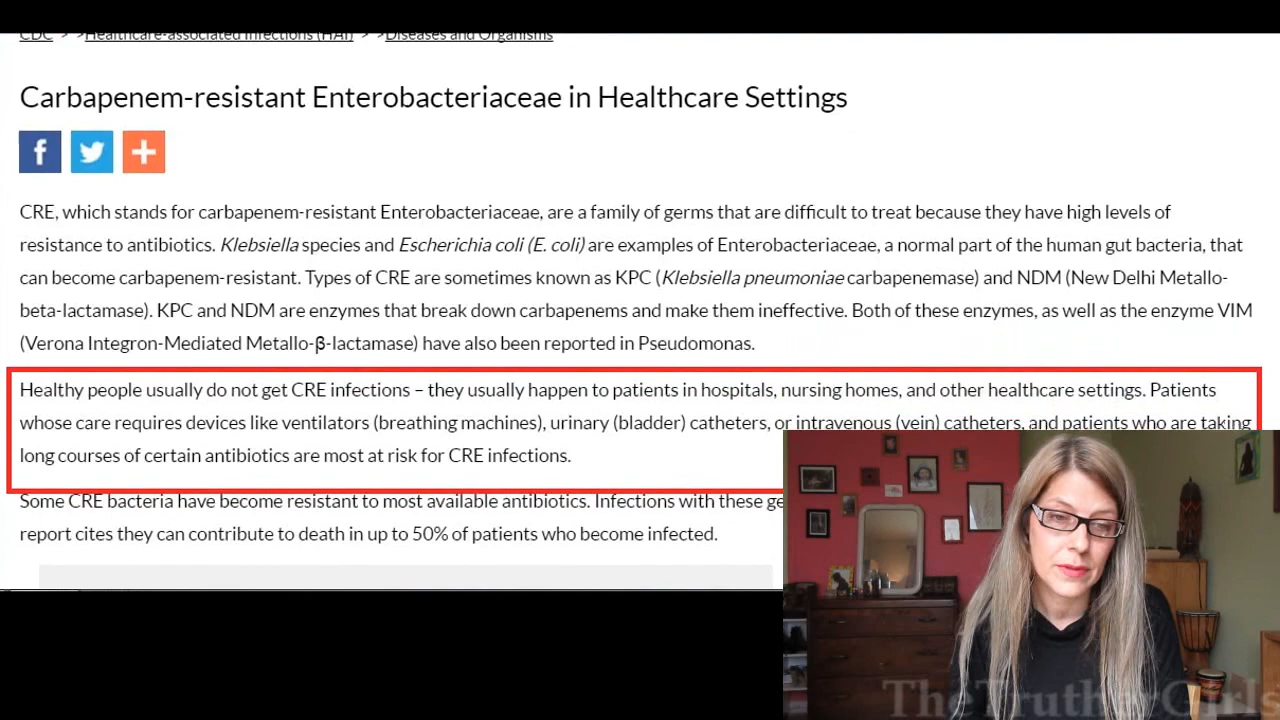 CDC > >Healthcare-associated Infections (HAI) > >Diseases and Organisms
Carbapenem-resistant Enterobacteriaceae in Healthcare Settings
CRE, which stands for carbapenem-resistant Enterobacteriaceae, are a family of germs that are difficult to treat because they have high levels of
resistance to antibiotics. Klebsiella species and Escherichia coli (E. coli) are examples of Enterobacteriaceae, a normal part of the human gut bacteria, that
can become carbapenem-resistant. Types of CRE are sometimes known as KPC (Klebsiella pneumoniae carbapenemase) and NDM (New Delhi Metallo-
beta-lactamase). KPC and NDM are enzymes that break down carbapenems and make them ineffective. Both of these enzymes, as well as the enzyme VIM
(Verona Integron-Mediated Metallo-β-lactamase) have also been reported in Pseudomonas.
Healthy people usually do not get CRE infections – they usually happen to patients in hospitals, nursing homes, and other healthcare settings. Patients
whose care requires devices like ventilators (breathing machines), urinary (bladder) catheters, or intravenous (vein) catheters, and patients who are taking
long courses of certain antibiotics are most at risk for CRE infections.
Some CRE bacteria have become resistant to most available antibiotics. Infections with these ge
report cites they can contribute to death in up to 50% of patients who become infected.
TheTrutherGirls